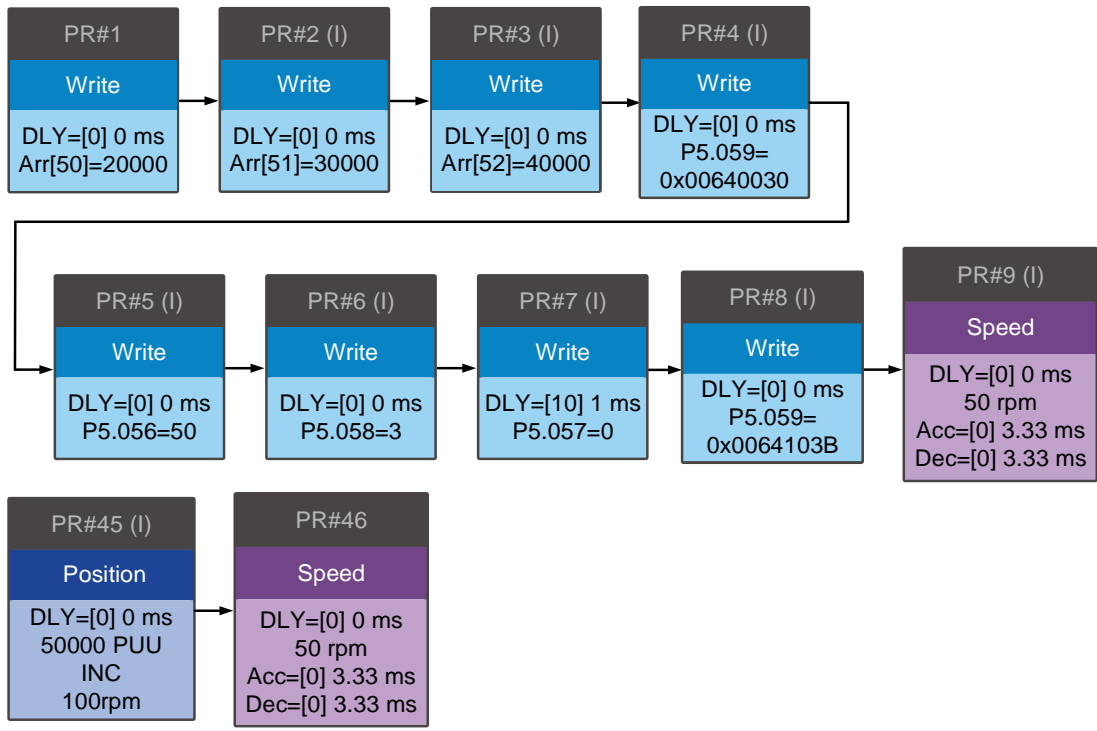 PR#1
Write
DLY=[0] 0 ms
Arr[50]=20000
PR#2 (I)
Write
DLY=[0] 0 ms
Arr[51]=30000
PR#3 (I)
Write
DLY=[0] 0 ms
Arr[52]=40000
PR#4 (I)
Write
DLY=[0] 0 ms
P5.059=
0x00640030
PR#5 (I)
Write
DLY=[0] 0 ms
P5.056=50
PR#6 (I)
Write
DLY=[0] 0 ms
P5.058=3
PR#7 (I)
Write
DLY=[10] 1 ms
P5.057=0
PR#8 (I)
Write
DLY=[0] 0 ms
P5.059=
0x0064103B
PR#9 (I)
Speed
DLY=[0] 0 ms
50 rpm
Acc=[0] 3.33 ms
Dec=[0] 3.33 ms
PR#45 (I)
Position
DLY=[0] 0 ms
50000 PUU
INC
100rpm
PR#46
Speed
DLY=[0] 0 ms
50 rpm
Acc=[0] 3.33 ms
Dec=[0] 3.33 ms